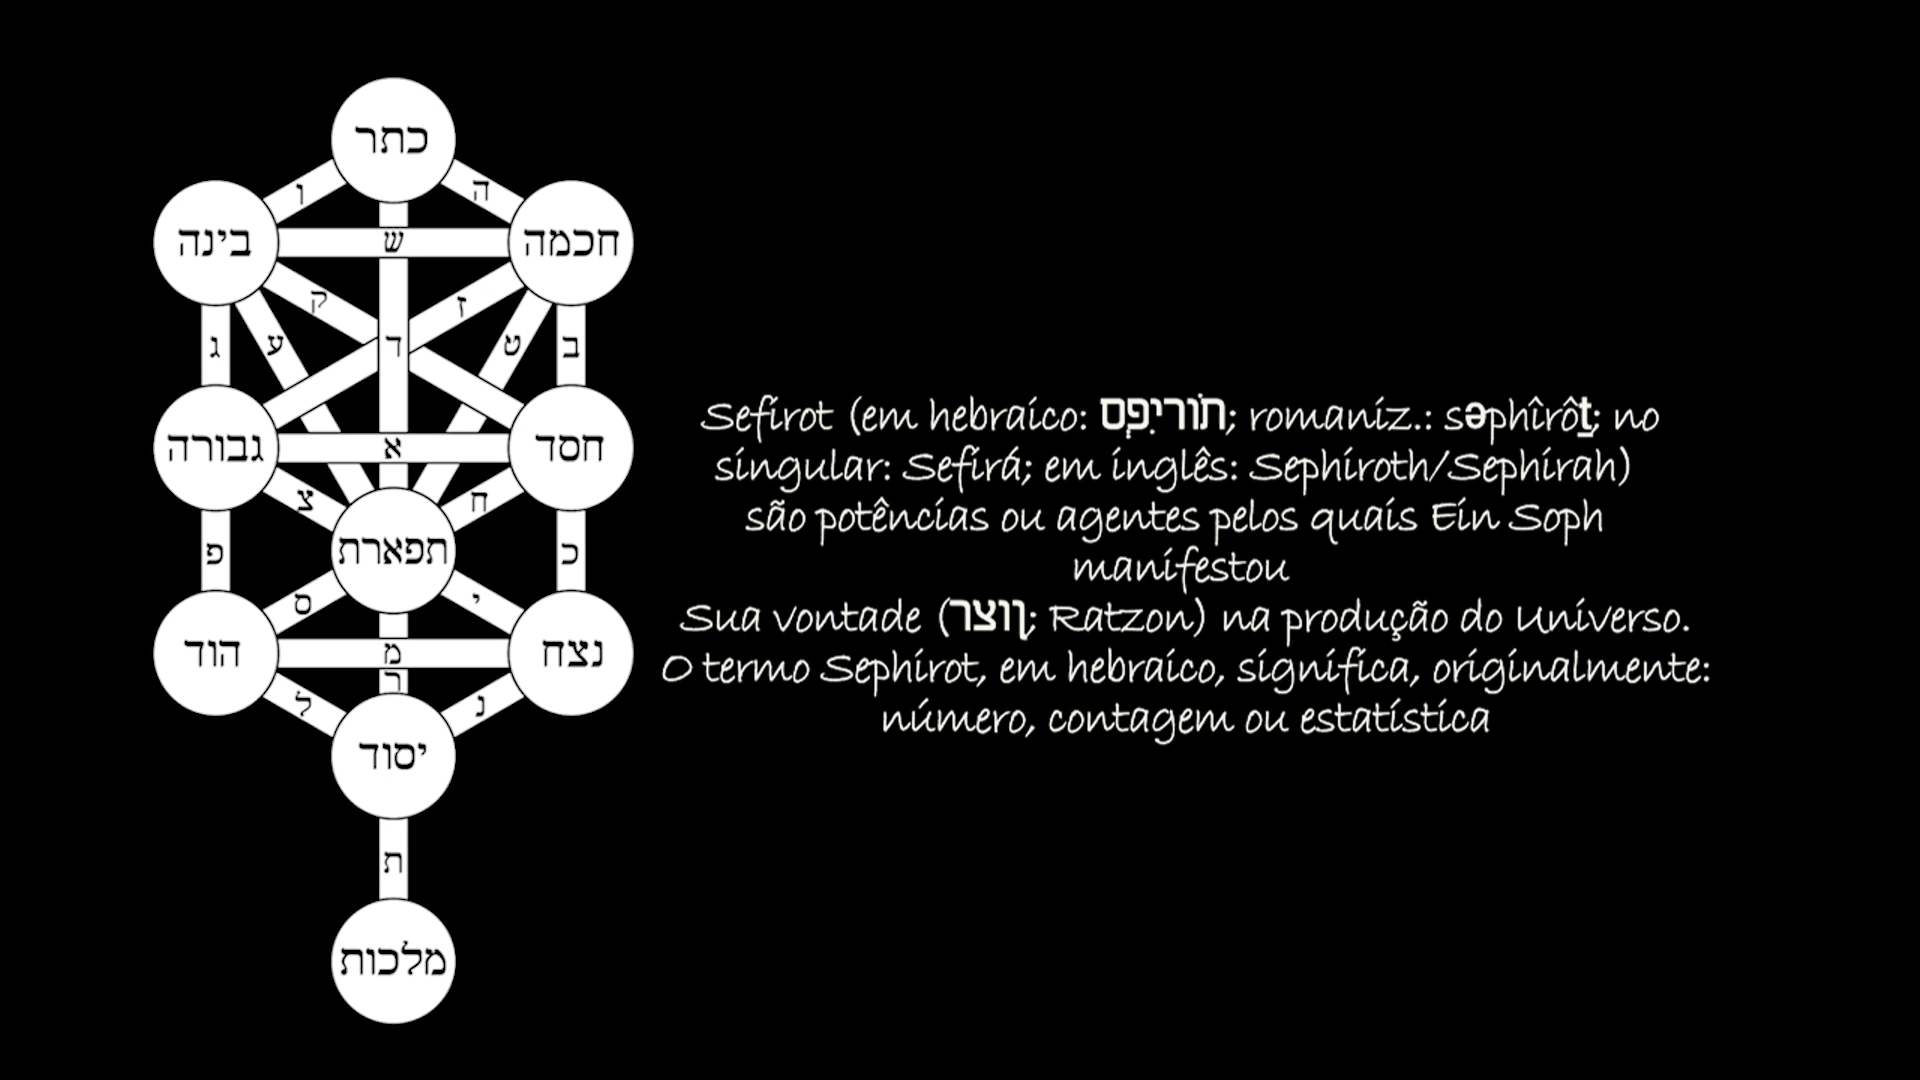 כתר
ו
ה
בינה
ש
חכמה
ק
ז
ג
ע
ד
ט
ב
גבורה
א
חסד
צ
ח
פ
תפארת
כ
ס
י
הוד
מ
נצח
ר
ל
נ
יסוד
ת
מלכות
Sefirot (em hebraico: תֹורִיפְס; romaniz.: səphîrôṯ; no
singular: Sefirá; em inglês: Sephiroth/Sephirah)
são potências ou agentes pelos quais Ein Soph
manifestou
Sua vontade (ןוצר; Ratzon) na produção do Universo.
O termo Sephirot, em hebraico, significa, originalmente:
número, contagem ou estatística